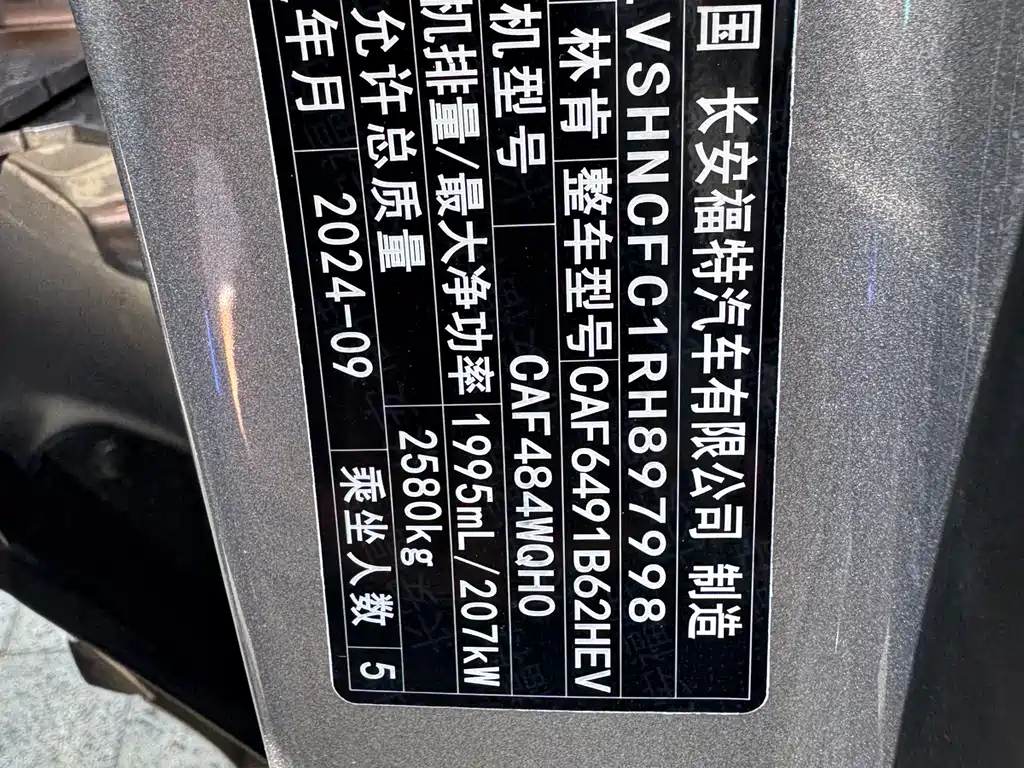 国 长安福特汽车有限公司 制造
LVSHNCFC1RH897998
林肯 整车型号 CAF6491B62HEV
机型号 CAF484WQH0
机排量/最大净功率 1995mL/207kW
允许总质量 2580kg
年月 2024-09 乘坐人数 5